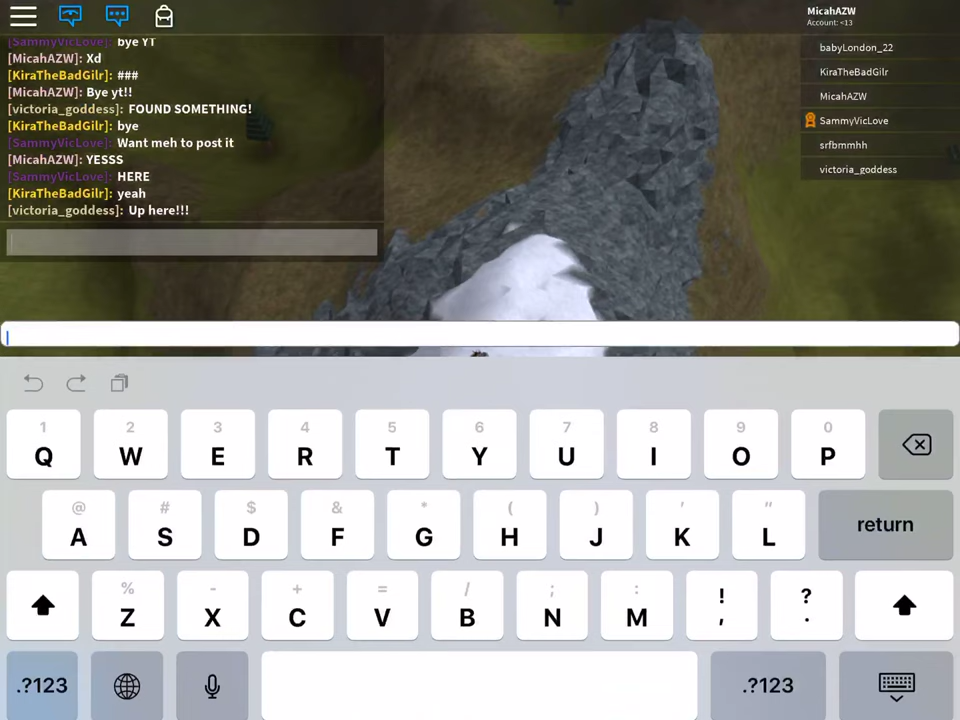 MicahAZW
Account: <13
[SammyVicLove]: bye YT
[MicahAZW]: Xd
[KiraTheBadGilr]: ###
[MicahAZW]: Bye yt!!
[victoria_goddess]: FOUND SOMETHING!
[KiraTheBadGilr]: bye
[SammyVicLove]: Want meh to post it
[MicahAZW]: YESSS
[SammyVicLove]: HERE
[KiraTheBadGilr]: yeah
[victoria_goddess]: Up here!!!
babyLondon_22
KiraTheBadGilr
MicahAZW
SammyVicLove
srfbmmhh
victoria_goddess
1 2 3 4 5 6 7 8 9 0
Q W E R T Y U I O P
@ # $ & * ( ) ' "
A S D F G H J K L return
% - + = / ; : ! ?
Z X C V B N M , .
.?123 .?123